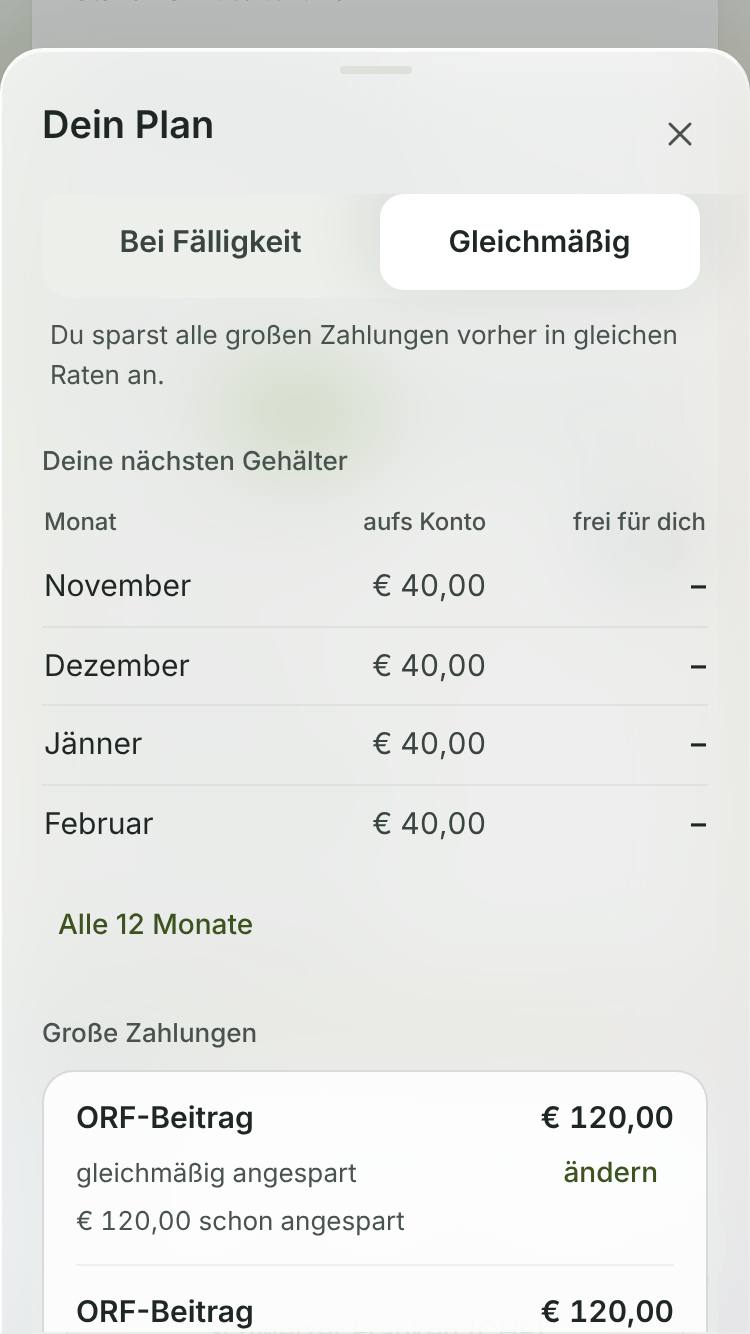 Dein Plan
Bei Fälligkeit
Gleichmäßig
Du sparst alle großen Zahlungen vorher in gleichen
Raten an.
Deine nächsten Gehälter
Monat aufs Konto frei für dich
November € 40,00 –
Dezember € 40,00 –
Jänner € 40,00 –
Februar € 40,00 –
Alle 12 Monate
Große Zahlungen
ORF-Beitrag € 120,00
gleichmäßig angespart ändern
€ 120,00 schon angespart
ORF-Beitrag € 120,00